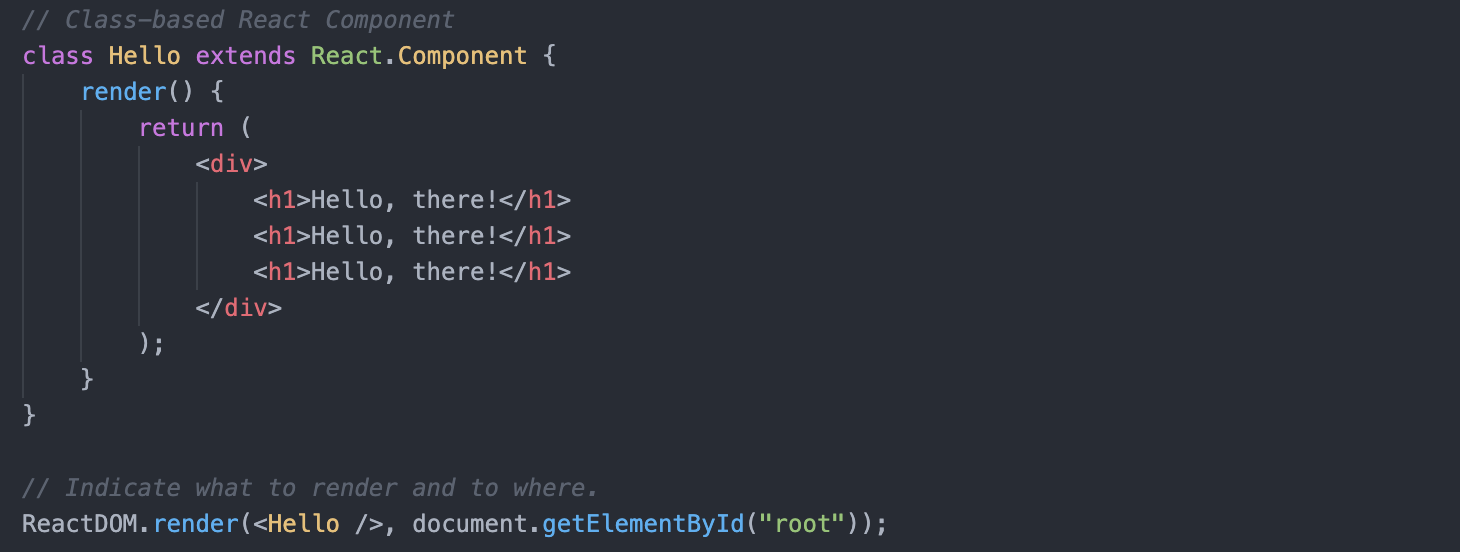 // Class-based React Component
class Hello extends React.Component {
    render() {
        return (
            <div>
                <h1>Hello, there!</h1>
                <h1>Hello, there!</h1>
                <h1>Hello, there!</h1>
            </div>
        );
    }
}

// Indicate what to render and to where.
ReactDOM.render(<Hello />, document.getElementById("root"));